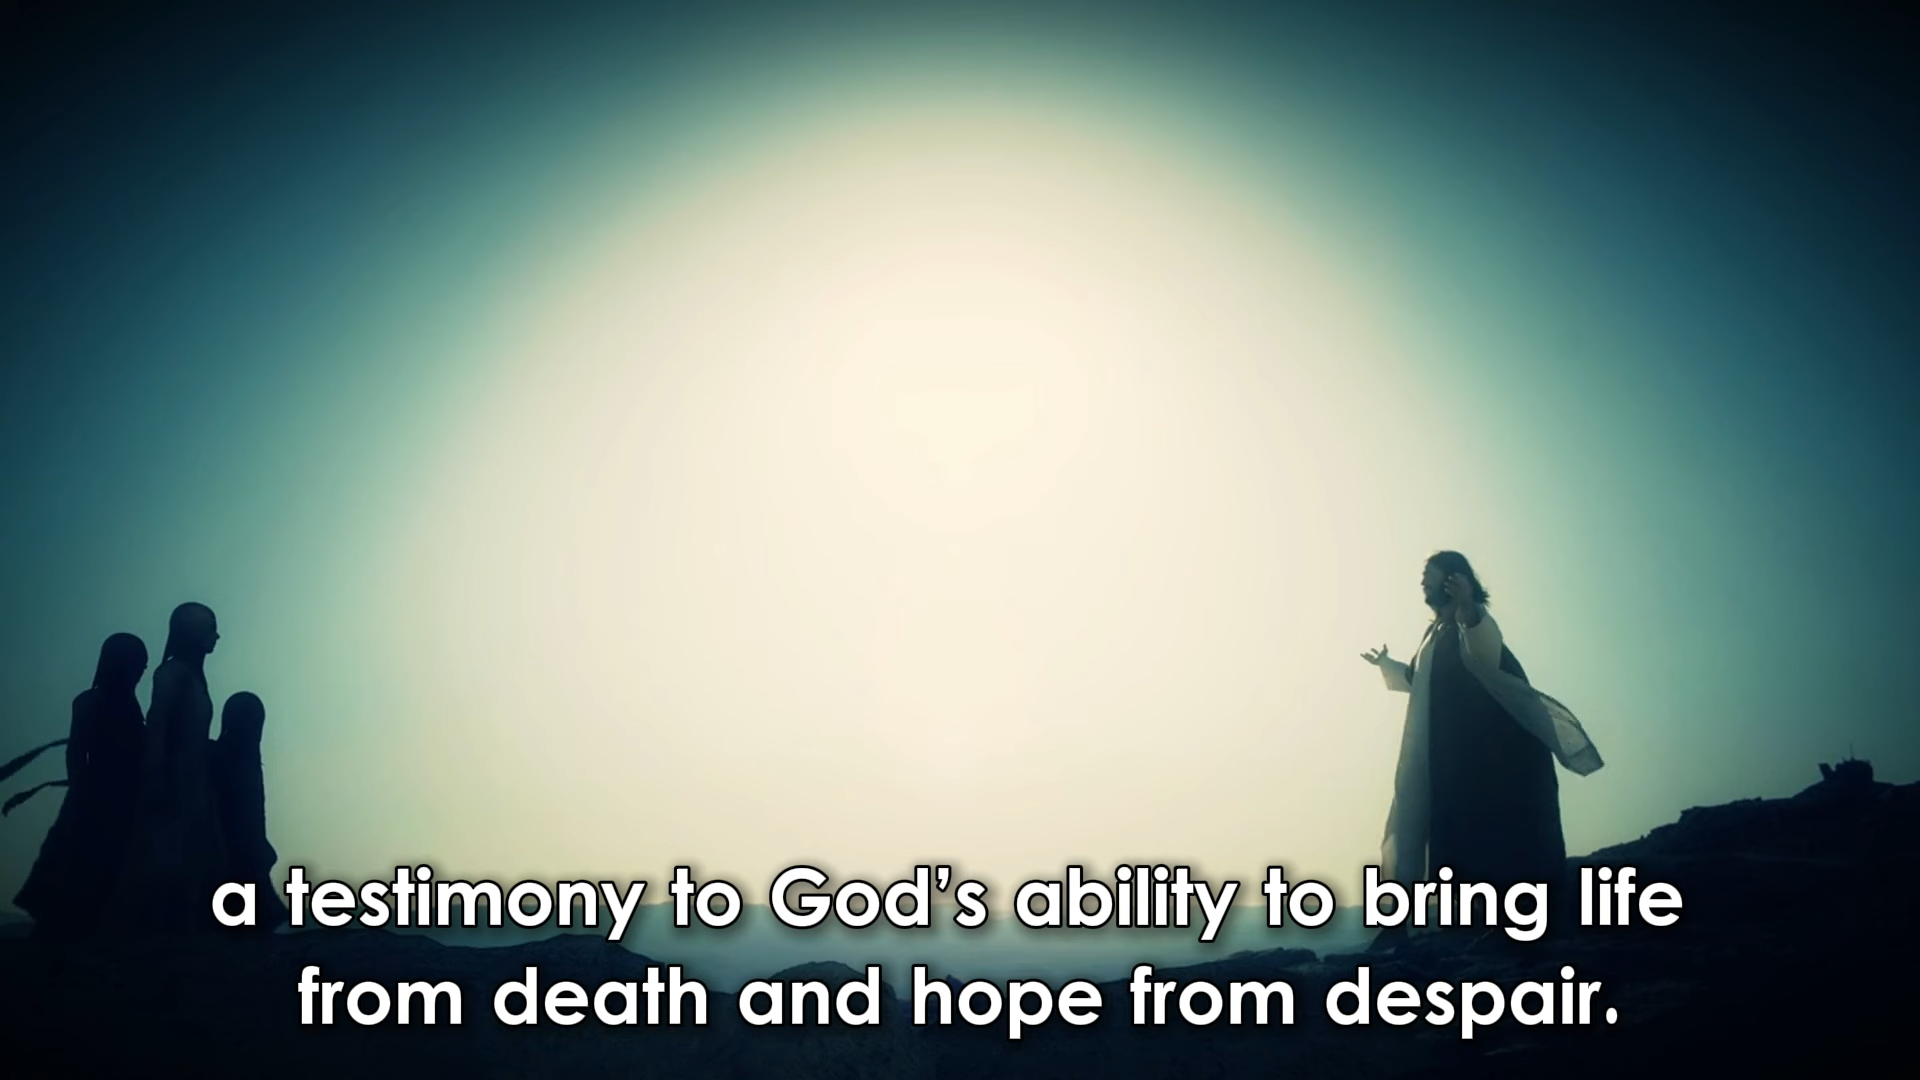 a testimony to God’s ability to bring life
from death and hope from despair.